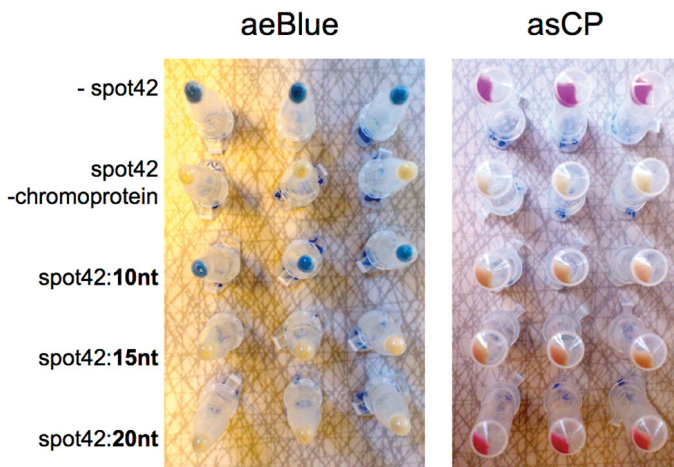 aeBlue
asCP
- spot42
spot42
-chromoprotein
spot42:10nt
spot42:15nt
spot42:20nt